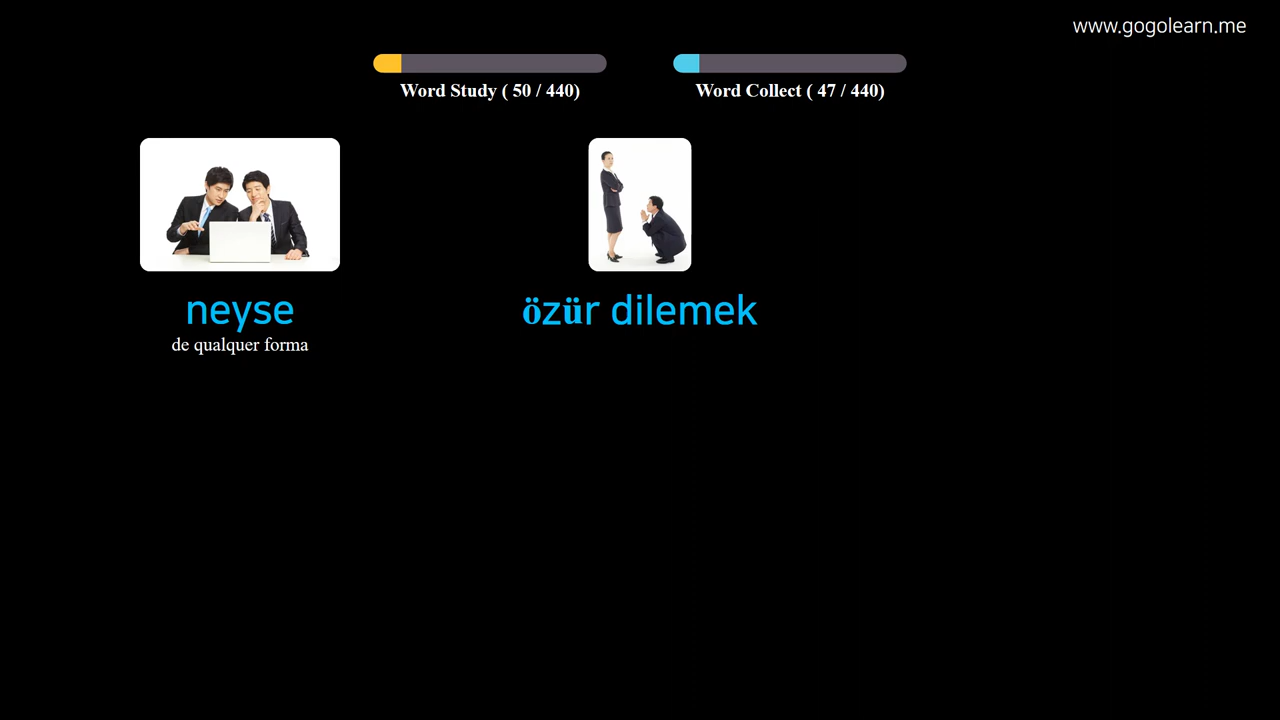 www.gogolearn.me
Word Study ( 50 / 440)
Word Collect ( 47 / 440)
neyse
de qualquer forma
özür dilemek